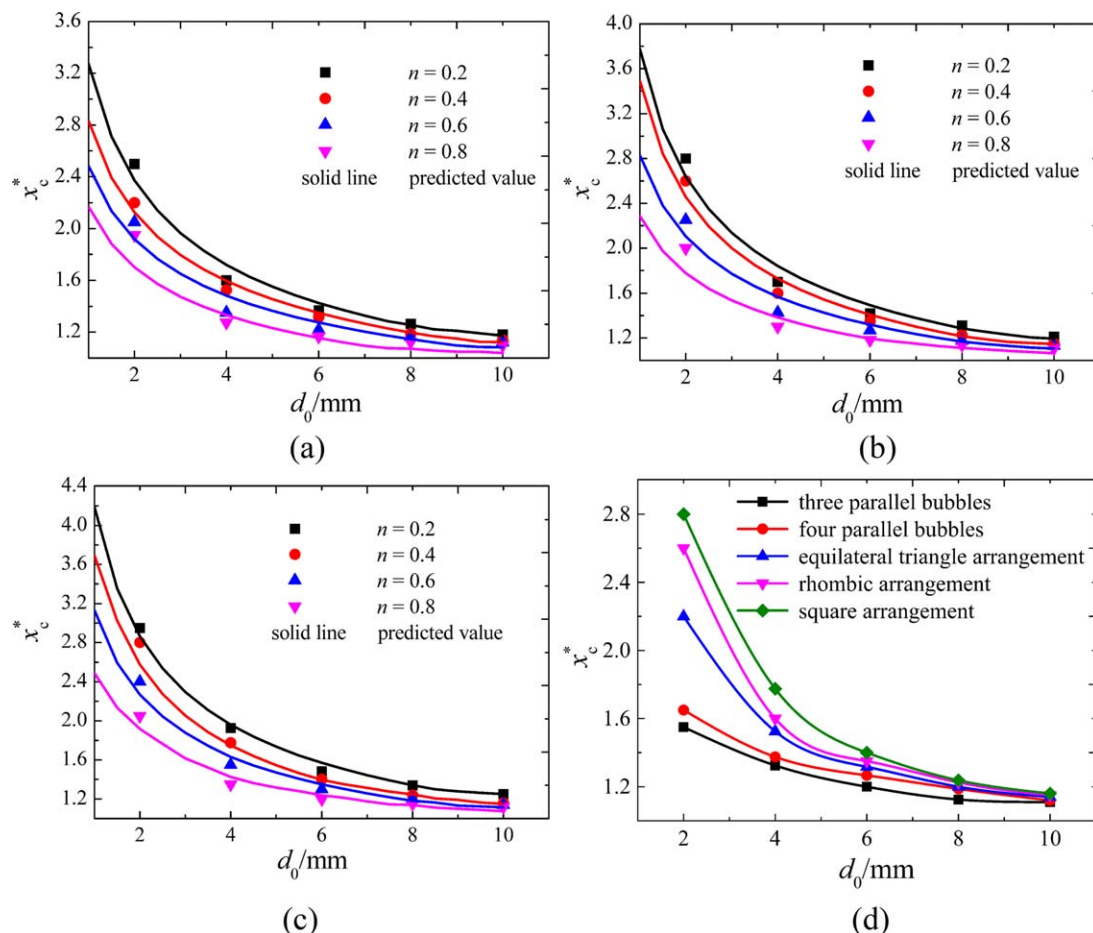 3.6
3.2
2.8
2.4
2.0
1.6
1.2
x*c
n = 0.2
n = 0.4
n = 0.6
n = 0.8
solid line predicted value
2 4 6 8 10
d0/mm
(a)
4.0
3.6
3.2
2.8
2.4
2.0
1.6
1.2
x*c
n = 0.2
n = 0.4
n = 0.6
n = 0.8
solid line predicted value
2 4 6 8 10
d0/mm
(b)
4.4
4.0
3.6
3.2
2.8
2.4
2.0
1.6
1.2
x*c
n = 0.2
n = 0.4
n = 0.6
n = 0.8
solid line predicted value
2 4 6 8 10
d0/mm
(c)
2.8
2.4
2.0
1.6
1.2
x*c
three parallel bubbles
four parallel bubbles
equilateral triangle arrangement
rhombic arrangement
square arrangement
2 4 6 8 10
d0/mm
(d)